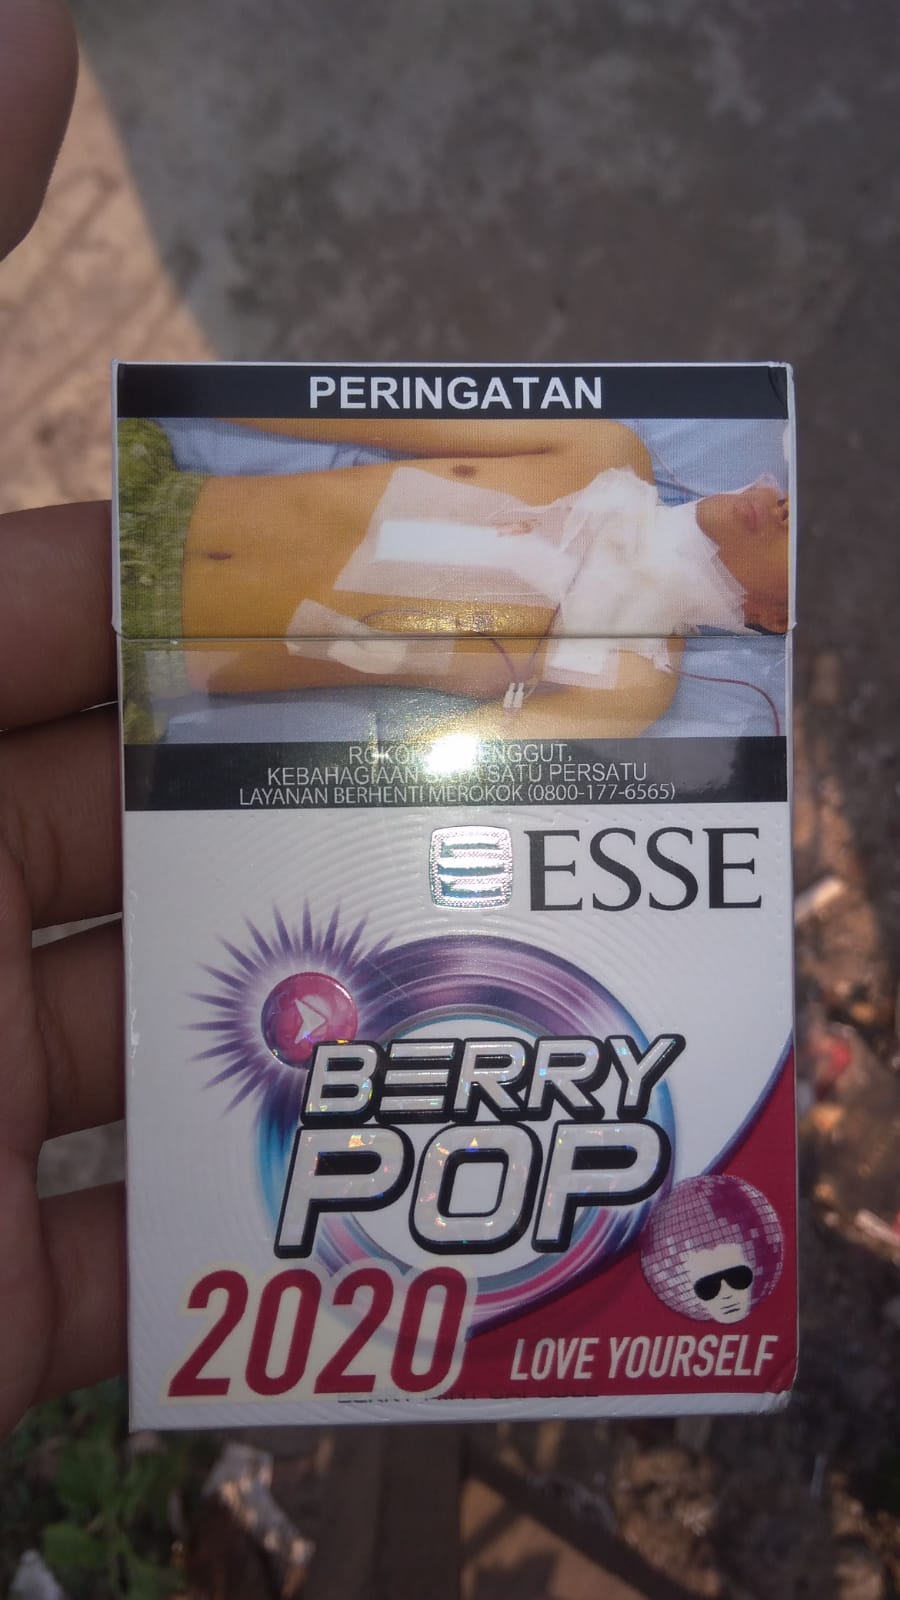 PERINGATAN
KEBAHAGIAAN SATU PERSATU
LAYANAN BERHENTI MEROKOK (0800-177-6565)
ESSE
BERRY
POP
2020
LOVE YOURSELF